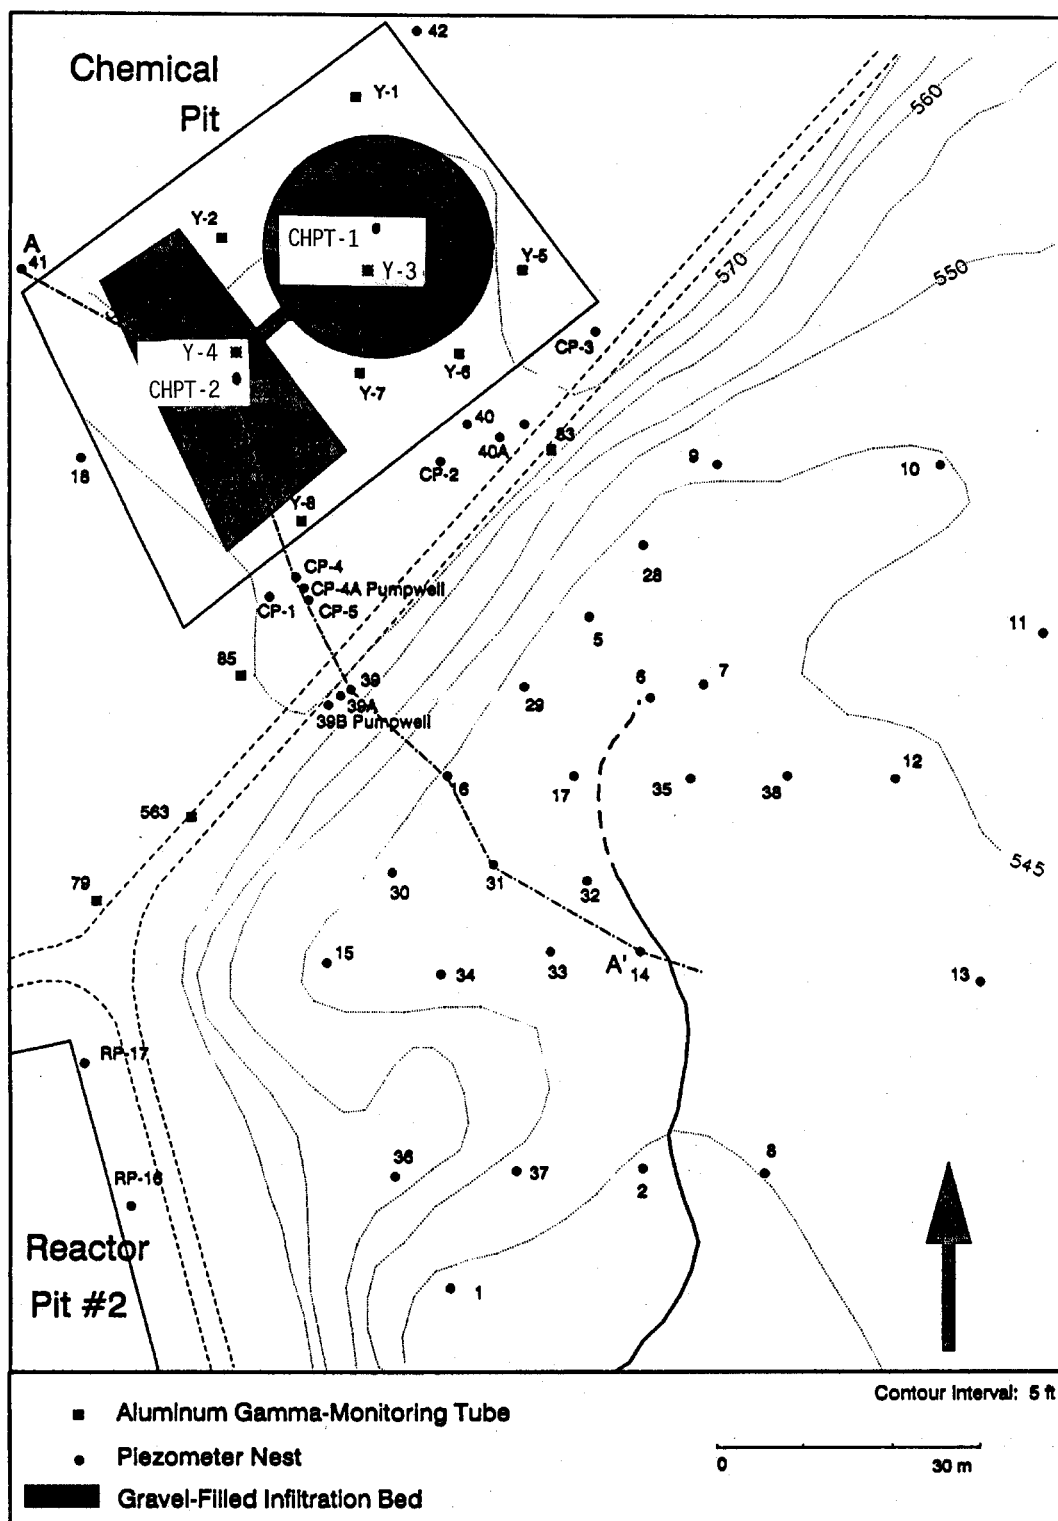 42
Chemical
Pit
Y-1
560
Y-2
CHPT-1
A
41
Y-3
Y-5
570
550
Y-4
CHPT-2
CP-3
Y-6
Y-7
40
83
40A
CP-2
18
9
10
Y-8
CP-4
CP-4A Pumpwell
CP-1
CP-5
28
5
11
85
39
39A
39B Pumpwell
29
6
7
16
17
35
38
12
563
79
30
31
32
545
15
34
33
A'
14
13
RP-17
36
37
2
8
RP-16
Reactor
Pit #2
1
Contour Interval: 5 ft
Aluminum Gamma-Monitoring Tube
Piezometer Nest
0
30 m
Gravel-Filled Infiltration Bed